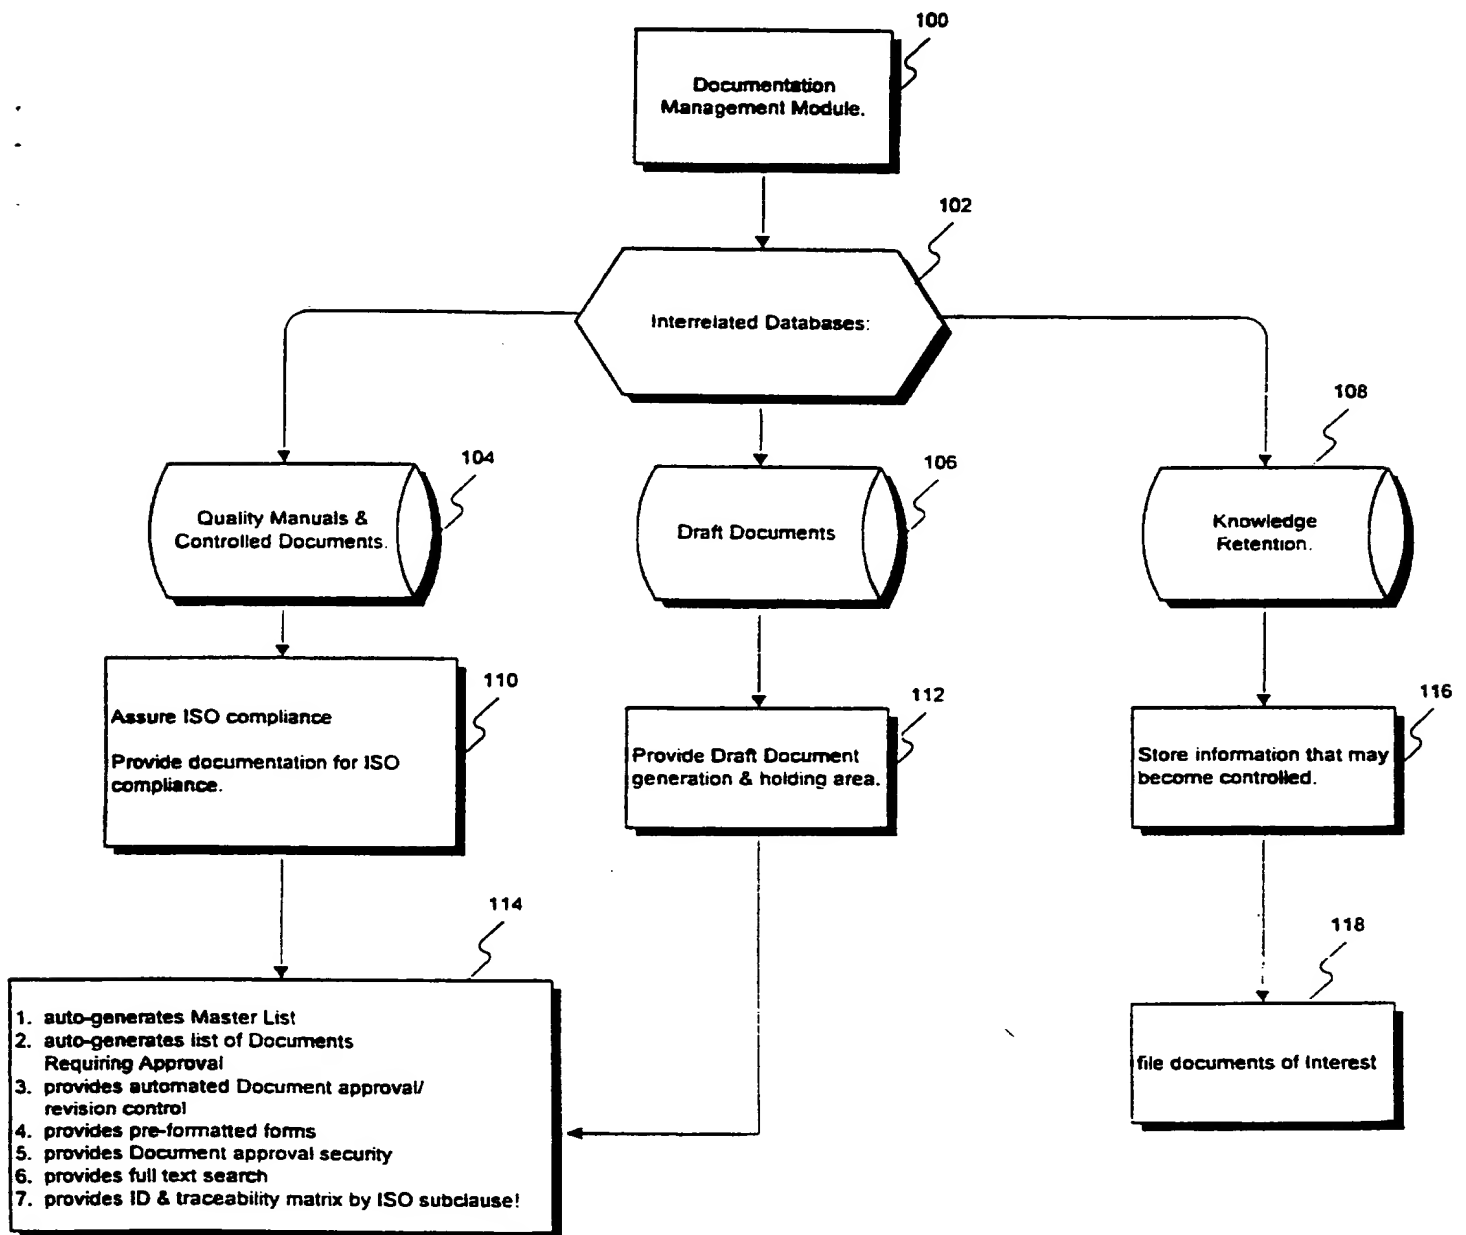 100
Documentation
Management Module.
102
Interrelated Databases:
104
Quality Manuals &
Controlled Documents.
106
Draft Documents
108
Knowledge
Retention.
110
Assure ISO compliance
Provide documentation for ISO
compliance.
112
Provide Draft Document
generation & holding area.
116
Store information that may
become controlled.
114
1. auto-generates Master List
2. auto-generates list of Documents
Requiring Approval
3. provides automated Document approval/
revision control
4. provides pre-formatted forms
5. provides Document approval security
6. provides full text search
7. provides ID & traceability matrix by ISO subclause!
118
file documents of Interest